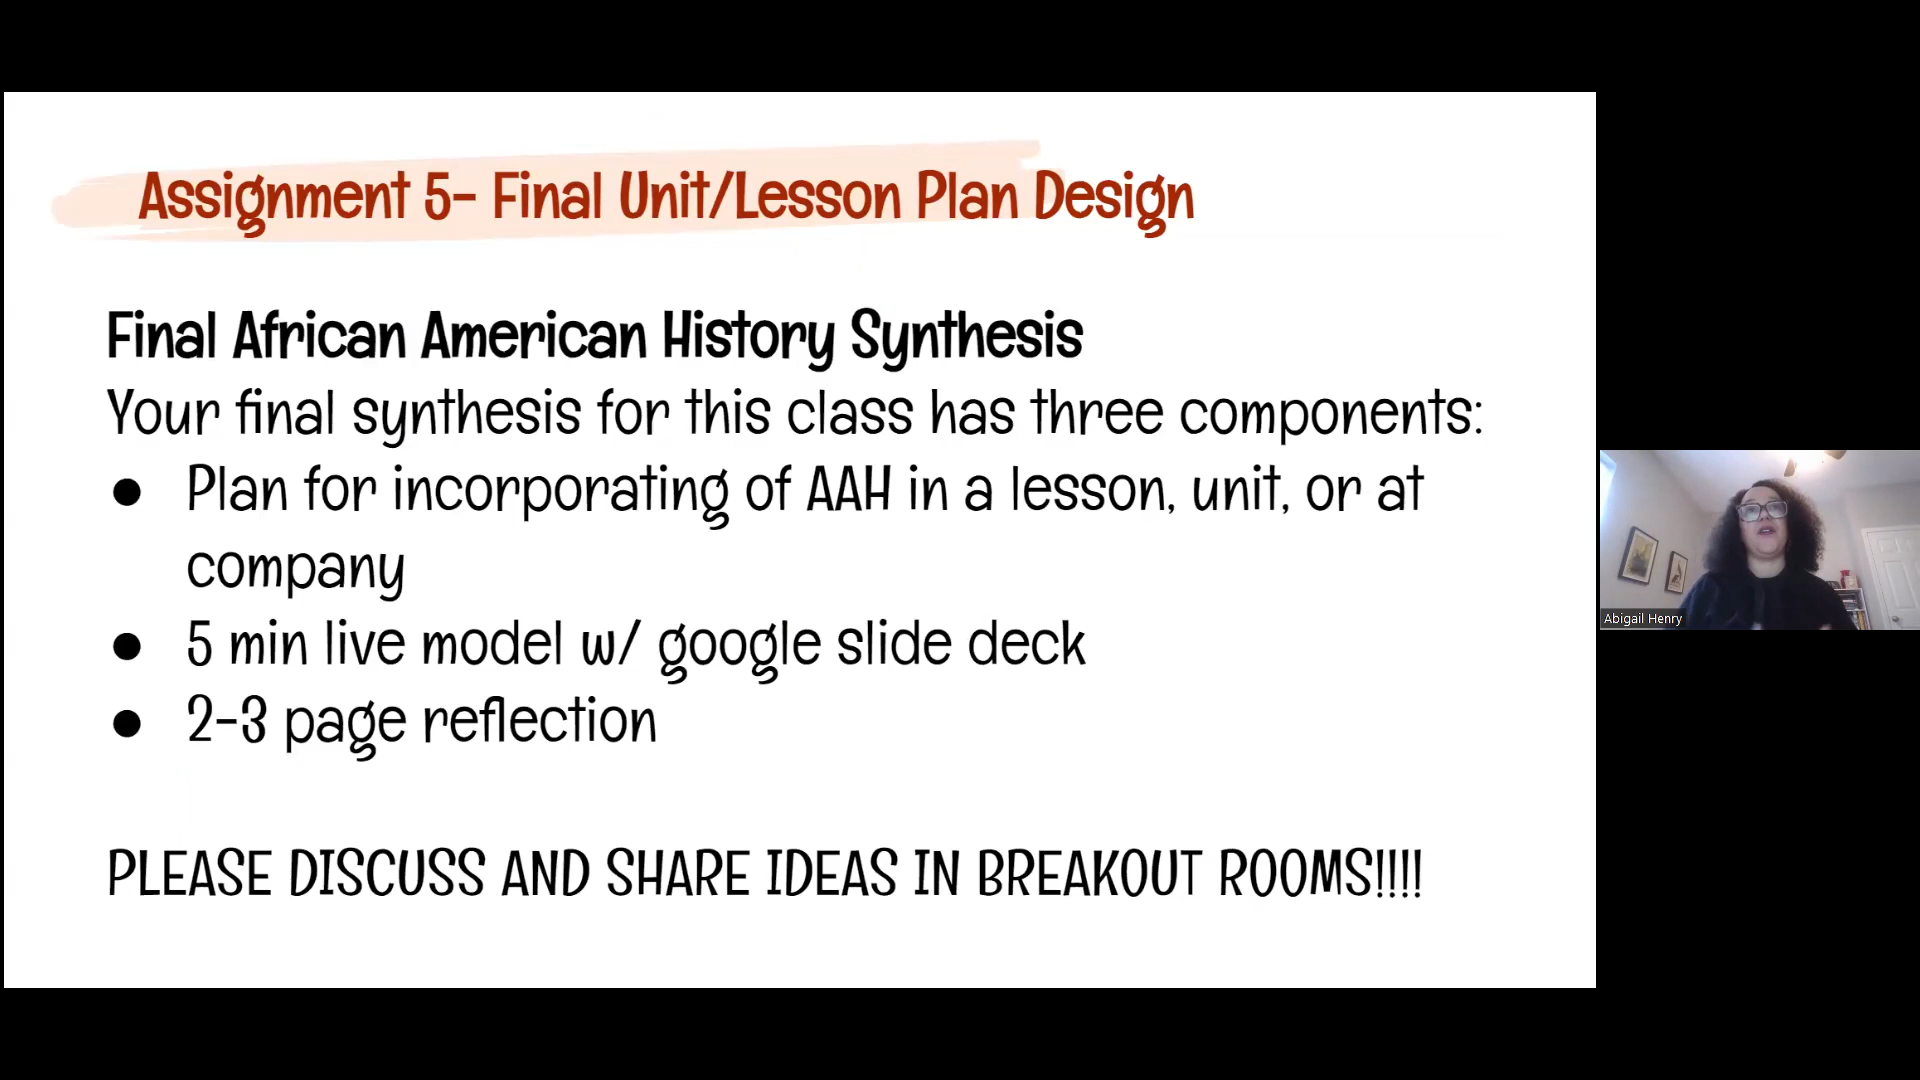 Assignment 5- Final Unit/Lesson Plan Design
Final African American History Synthesis
Your final synthesis for this class has three components:
● Plan for incorporating of AAH in a lesson, unit, or at
company
● 5 min live model w/ google slide deck
● 2-3 page reflection
PLEASE DISCUSS AND SHARE IDEAS IN BREAKOUT ROOMS!!!!
Abigail Henry